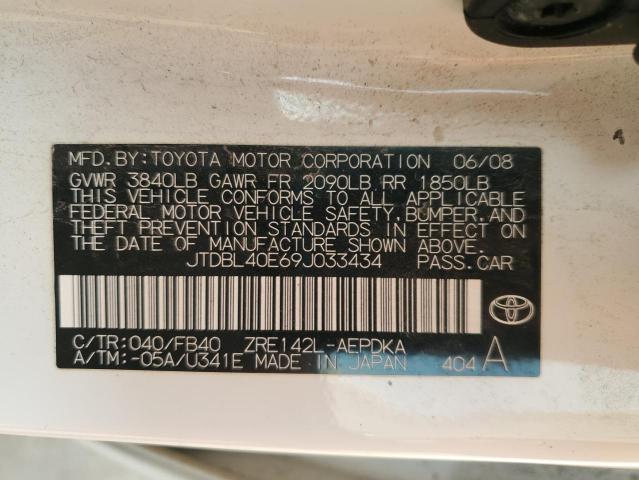 MFD.BY:TOYOTA MOTOR CORPORATION 06/08
GVWR 3840LB GAWR FR 2090LB RR 1850LB
THIS VEHICLE CONFORMS TO ALL APPLICABLE
FEDERAL MOTOR VEHICLE SAFETY,BUMPER,AND
THEFT PREVENTION STANDARDS IN EFFECT ON
THE DATE OF MANUFACTURE SHOWN ABOVE.
JTDBL40E69J033434 PASS.CAR
C/TR:040/FB40 ZRE142L-AEPDKA
A/TM:-05A/U341E MADE IN JAPAN 404 A